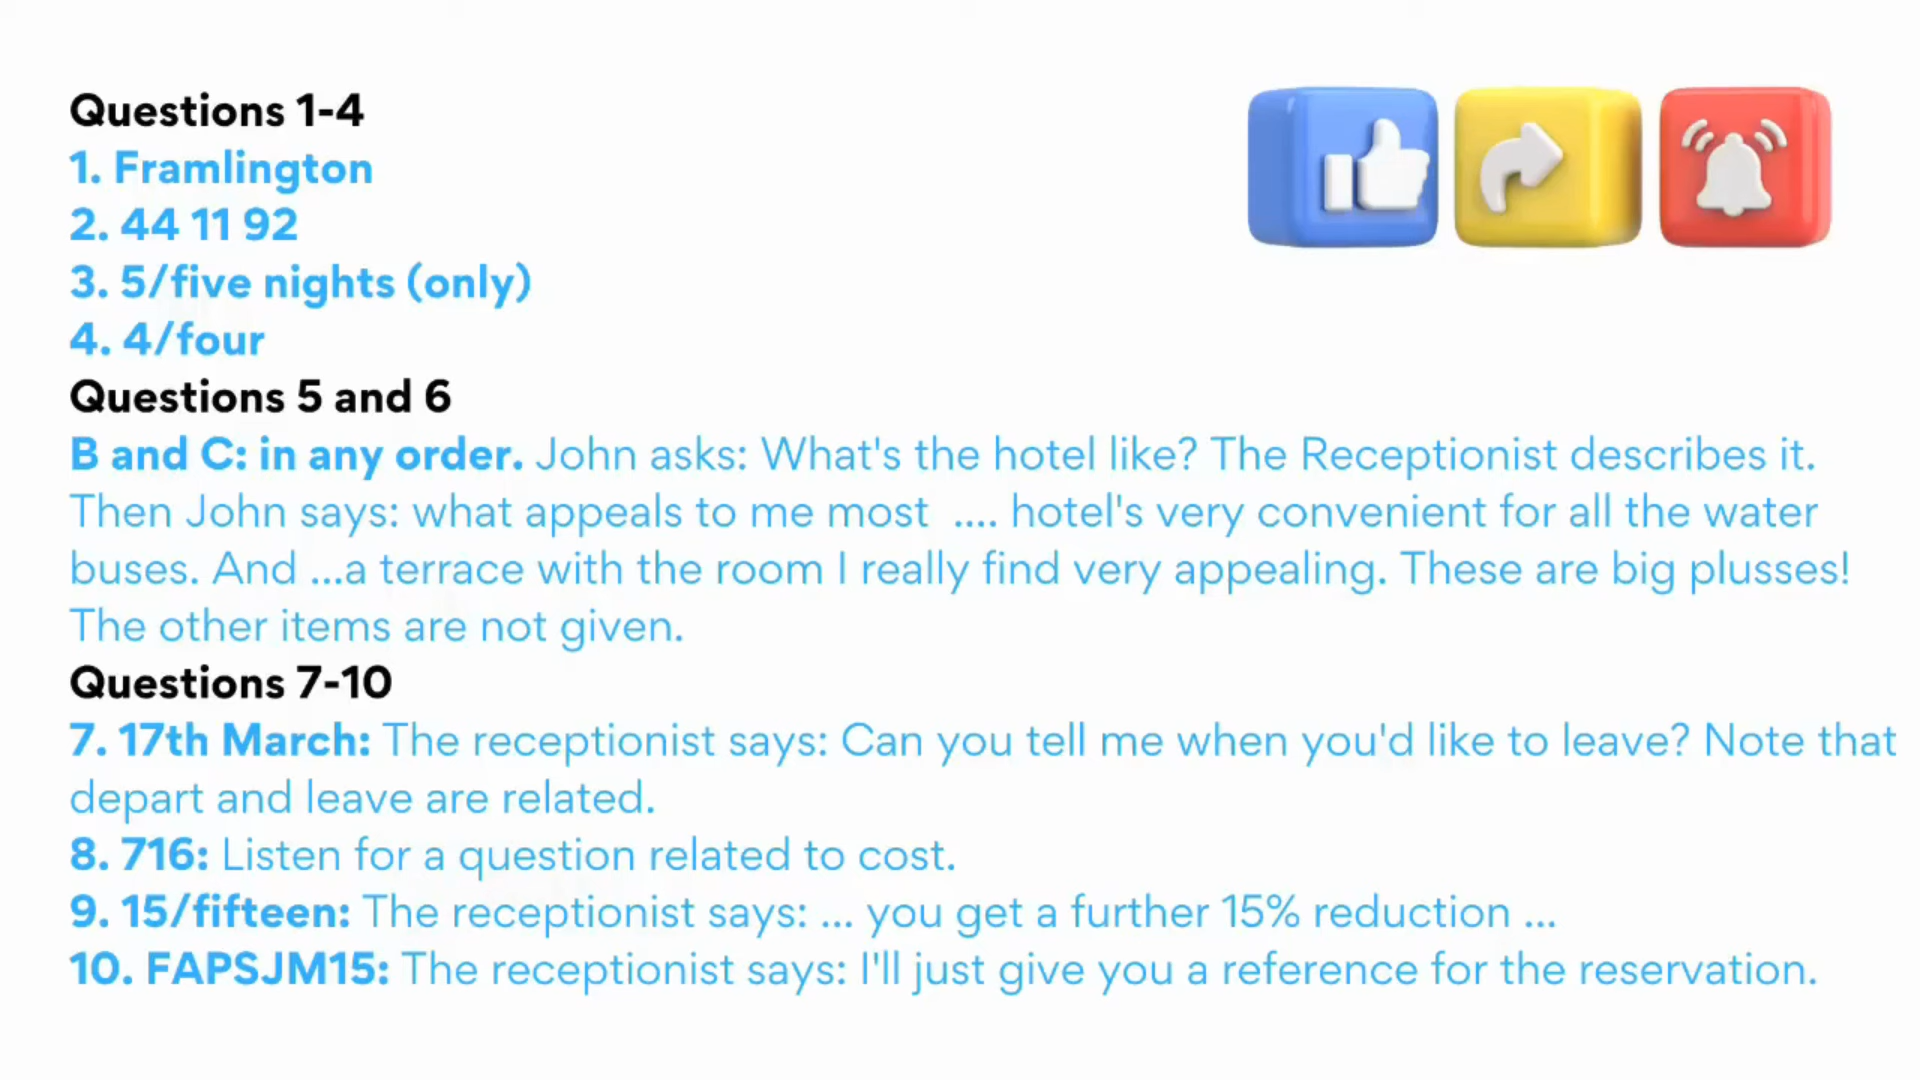 Questions 1-4
1. Framlington
2. 44 11 92
3. 5/five nights (only)
4. 4/four
Questions 5 and 6
B and C: in any order. John asks: What's the hotel like? The Receptionist describes it.
Then John says: what appeals to me most .... hotel's very convenient for all the water
buses. And ...a terrace with the room I really find very appealing. These are big plusses!
The other items are not given.
Questions 7-10
7. 17th March: The receptionist says: Can you tell me when you'd like to leave? Note that
depart and leave are related.
8. 716: Listen for a question related to cost.
9. 15/fifteen: The receptionist says: ... you get a further 15% reduction ...
10. FAPSJM15: The receptionist says: I'll just give you a reference for the reservation.